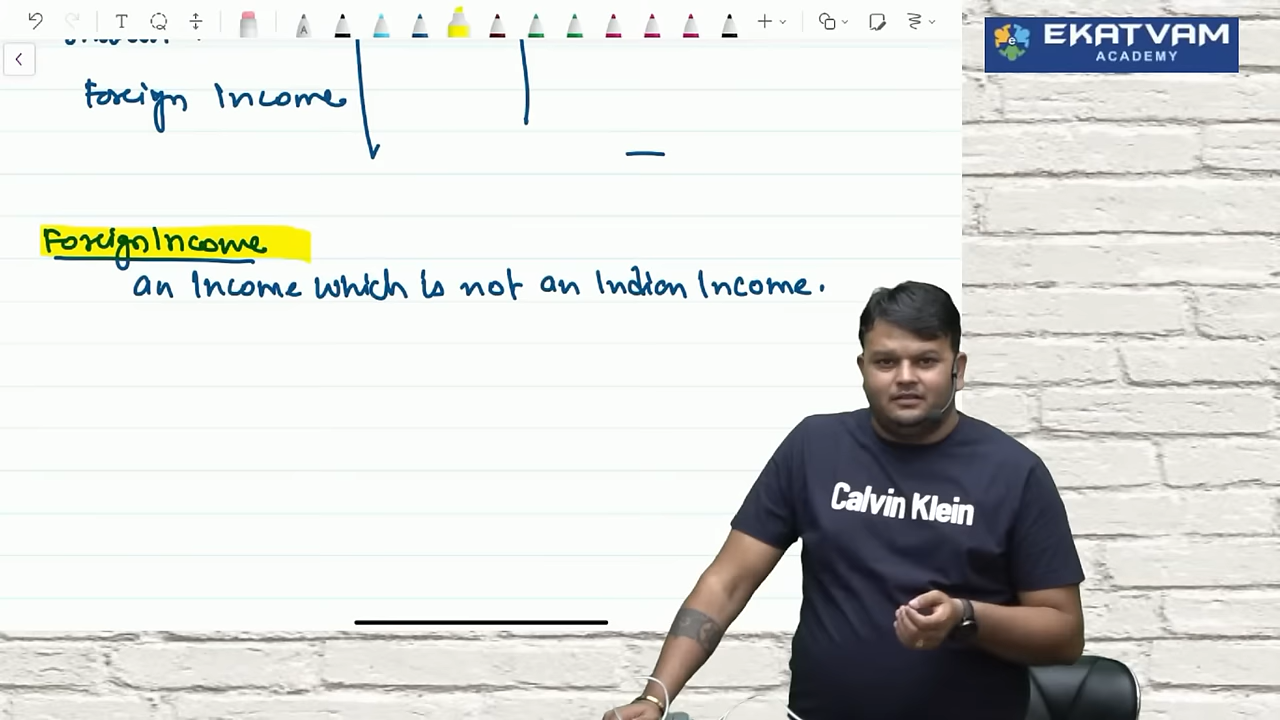 EKATVAM
ACADEMY
Foreign Income
Foreign Income
an Income which is not an Indian Income.
Calvin Klein